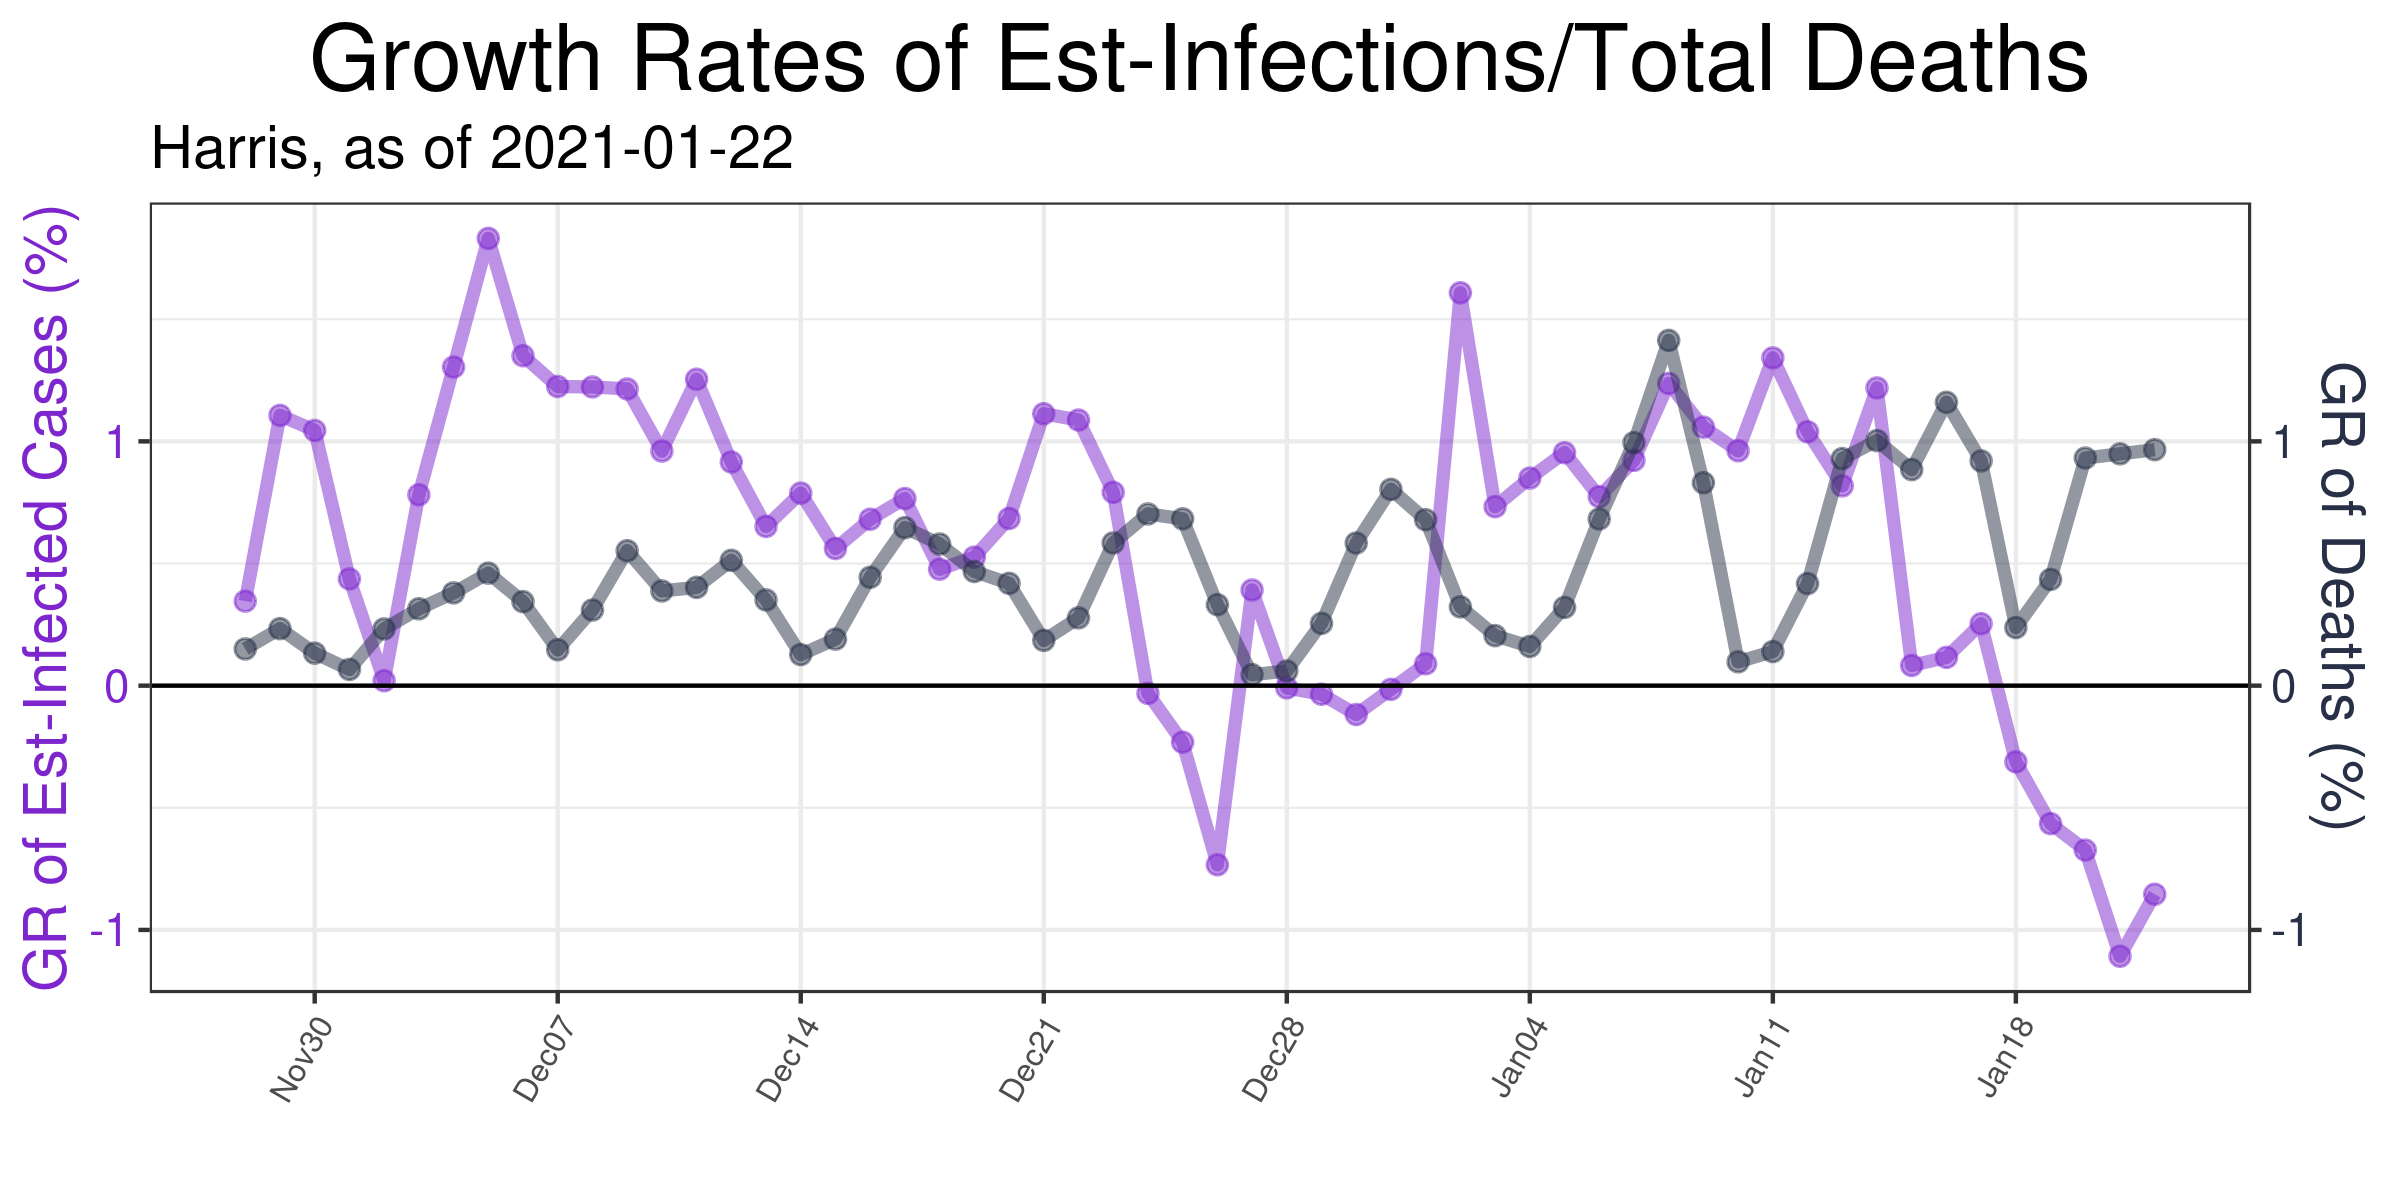 Growth Rates of Est-Infections/Total Deaths
Harris, as of 2021-01-22
GR of Est-Infected Cases (%)
1
0
-1
1
0
-1
GR of Deaths (%)
Nov30
Dec07
Dec14
Dec21
Dec28
Jan04
Jan11
Jan18